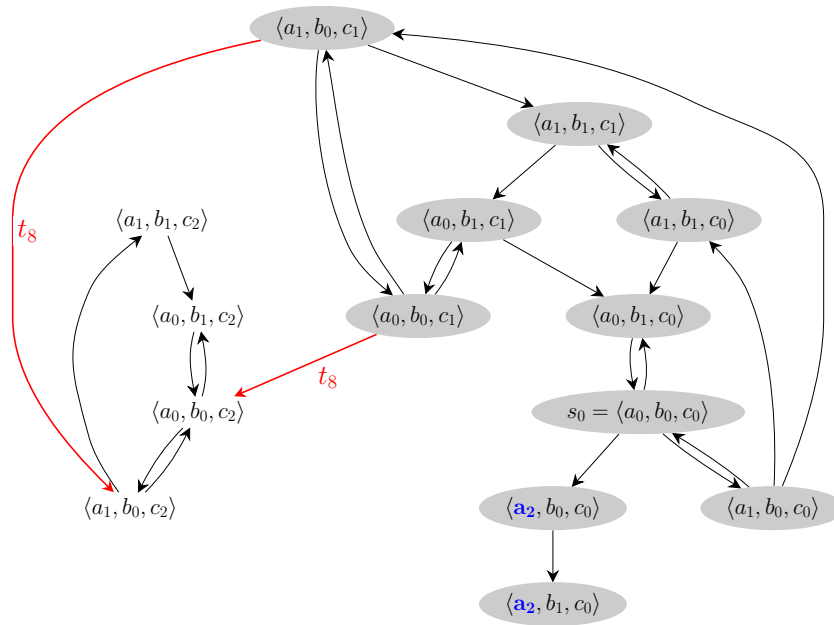 ⟨a₁, b₀, c₁⟩
⟨a₁, b₁, c₁⟩
⟨a₁, b₁, c₂⟩
⟨a₀, b₁, c₁⟩
⟨a₁, b₁, c₀⟩
t₈
⟨a₀, b₁, c₂⟩
⟨a₀, b₀, c₁⟩
⟨a₀, b₁, c₀⟩
t₈
⟨a₀, b₀, c₂⟩
s₀ = ⟨a₀, b₀, c₀⟩
⟨a₁, b₀, c₂⟩
⟨a₂, b₀, c₀⟩
⟨a₁, b₀, c₀⟩
⟨a₂, b₁, c₀⟩